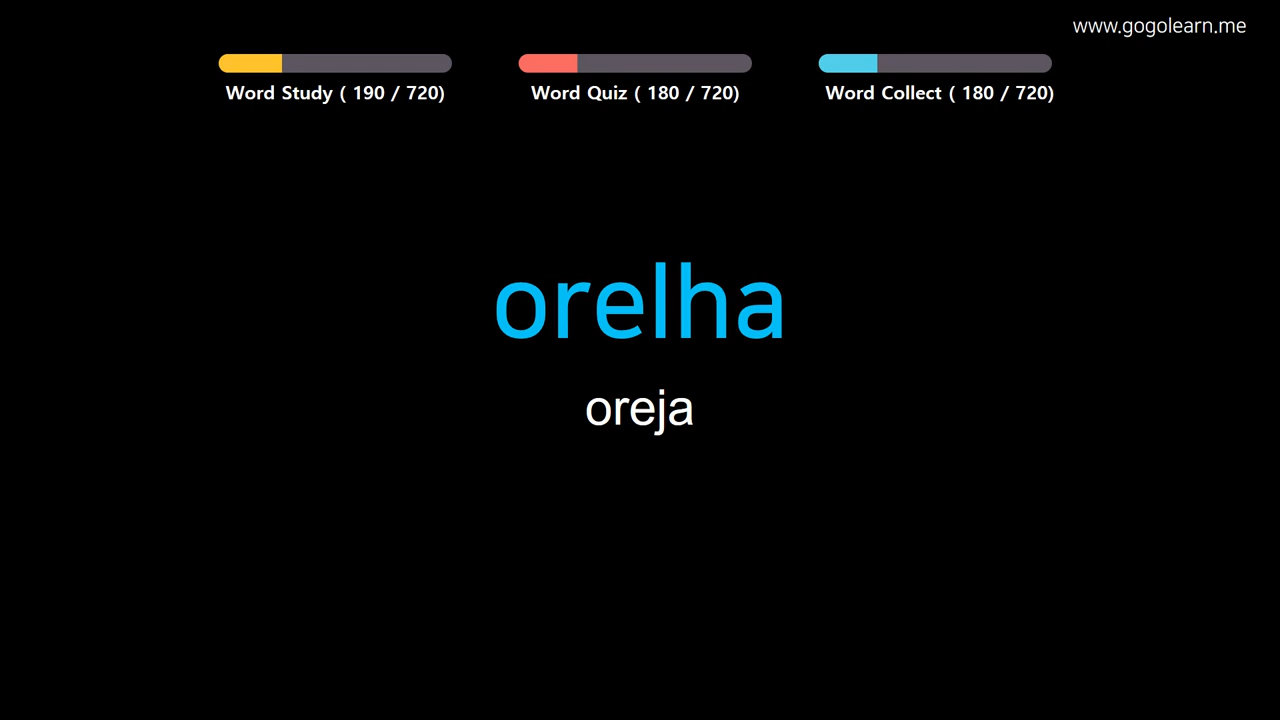 www.gogolearn.me
Word Study ( 190 / 720) Word Quiz ( 180 / 720) Word Collect ( 180 / 720)
orelha
oreja